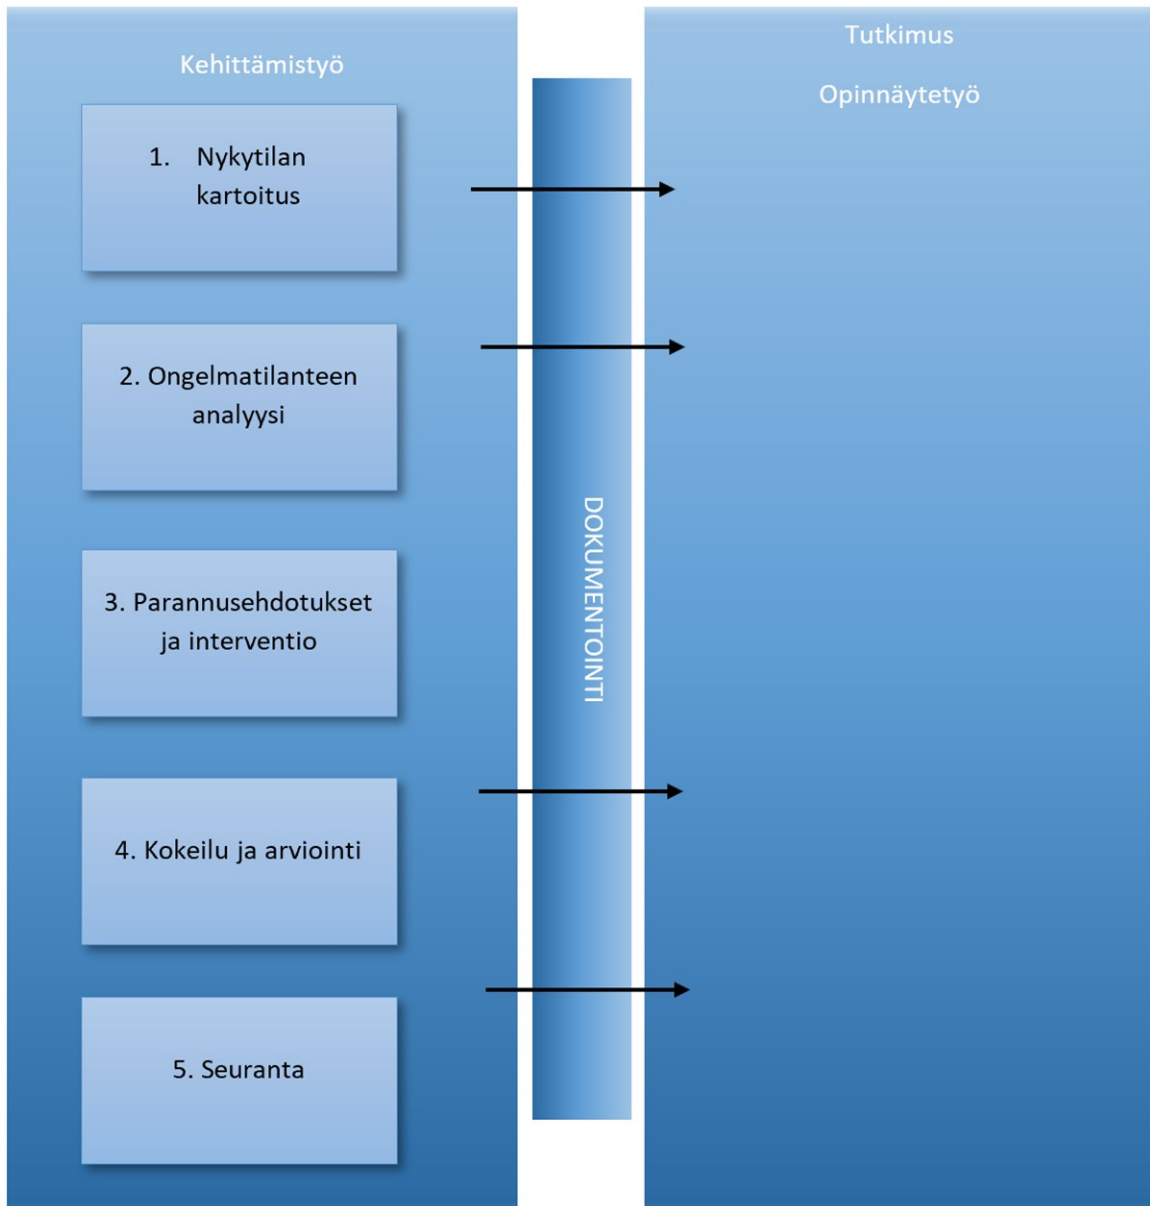 Kehittämistyö
1. Nykytilan
kartoitus
2. Ongelmatilanteen
analyysi
3. Parannusehdotukset
ja interventio
4. Kokeilu ja arviointi
5. Seuranta
DOKUMENTOINTI
Tutkimus
Opinnäytetyö